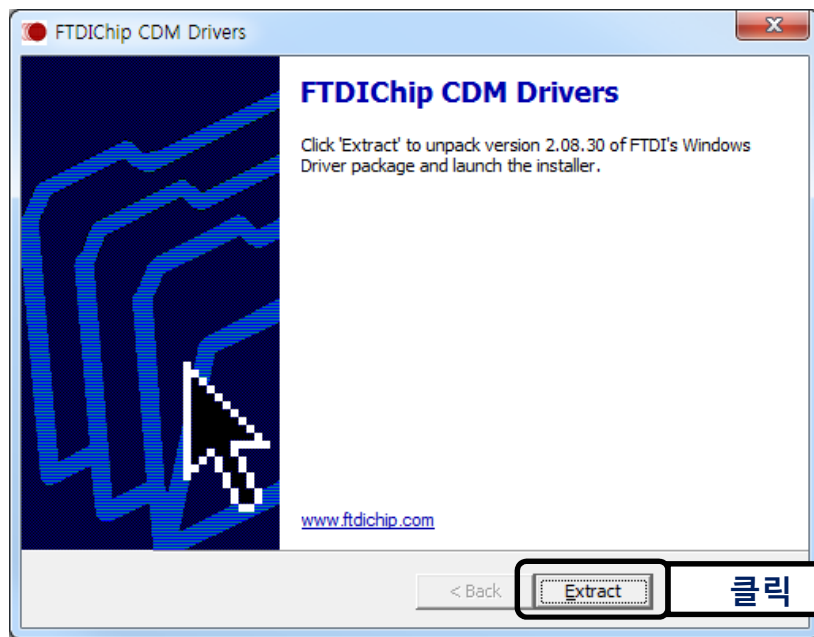 FTDIChip CDM Drivers
FTDIChip CDM Drivers
Click 'Extract' to unpack version 2.08.30 of FTDI's Windows
Driver package and launch the installer.
www.ftdichip.com
< Back
Extract
클릭